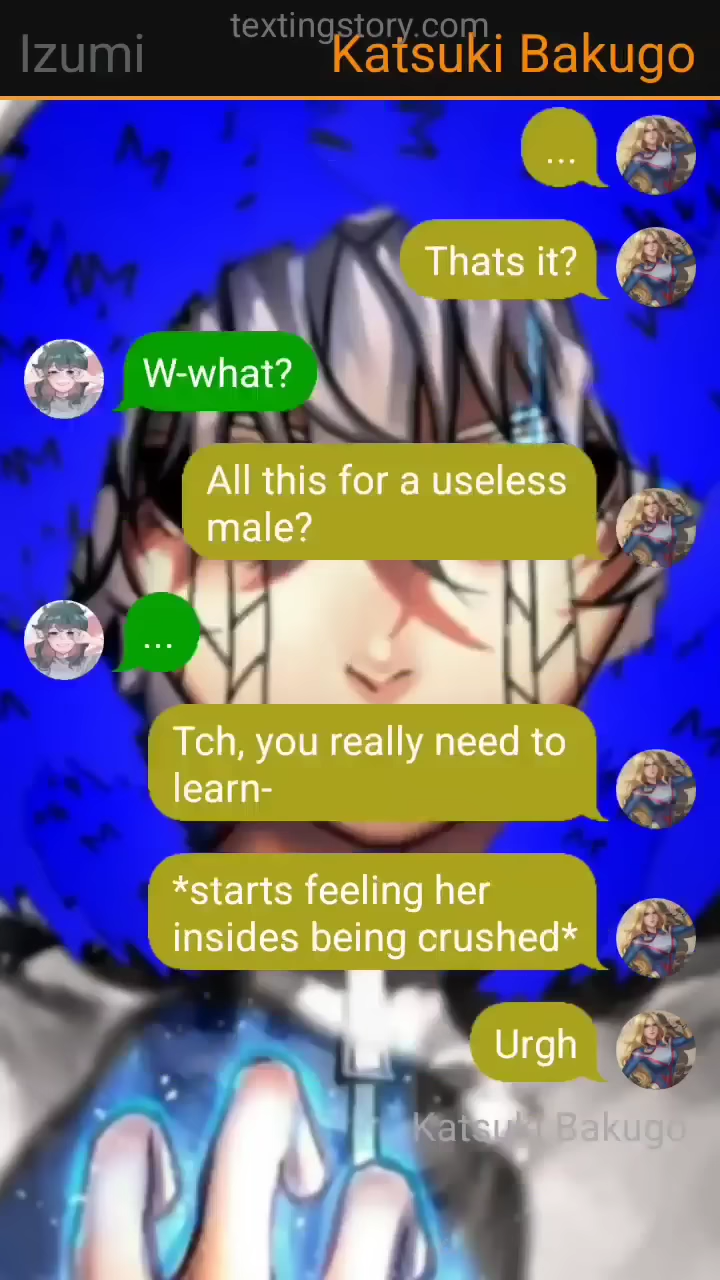 textingstory.com
Izumi
Katsuki Bakugo
...
Thats it?
W-what?
All this for a useless
male?
...
Tch, you really need to
learn-
*starts feeling her
insides being crushed*
Urgh
Katsuki Bakugo